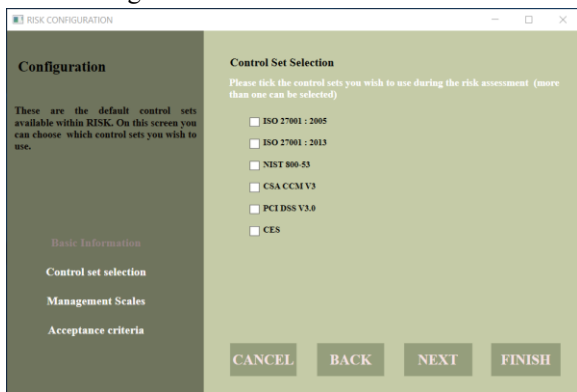 RISK CONFIGURATION
Configuration
These are the default control sets
available within RISK. On this screen you
can choose which control sets you wish to
use.
Basic Information
Control set selection
Management Scales
Acceptance criteria
Control Set Selection
Please tick the control sets you wish to use during the risk assessment (more
than one can be selected)
ISO 27001 : 2005
ISO 27001 : 2013
NIST 800-53
CSA CCM V3
PCI DSS V3.0
CES
CANCEL BACK NEXT FINISH